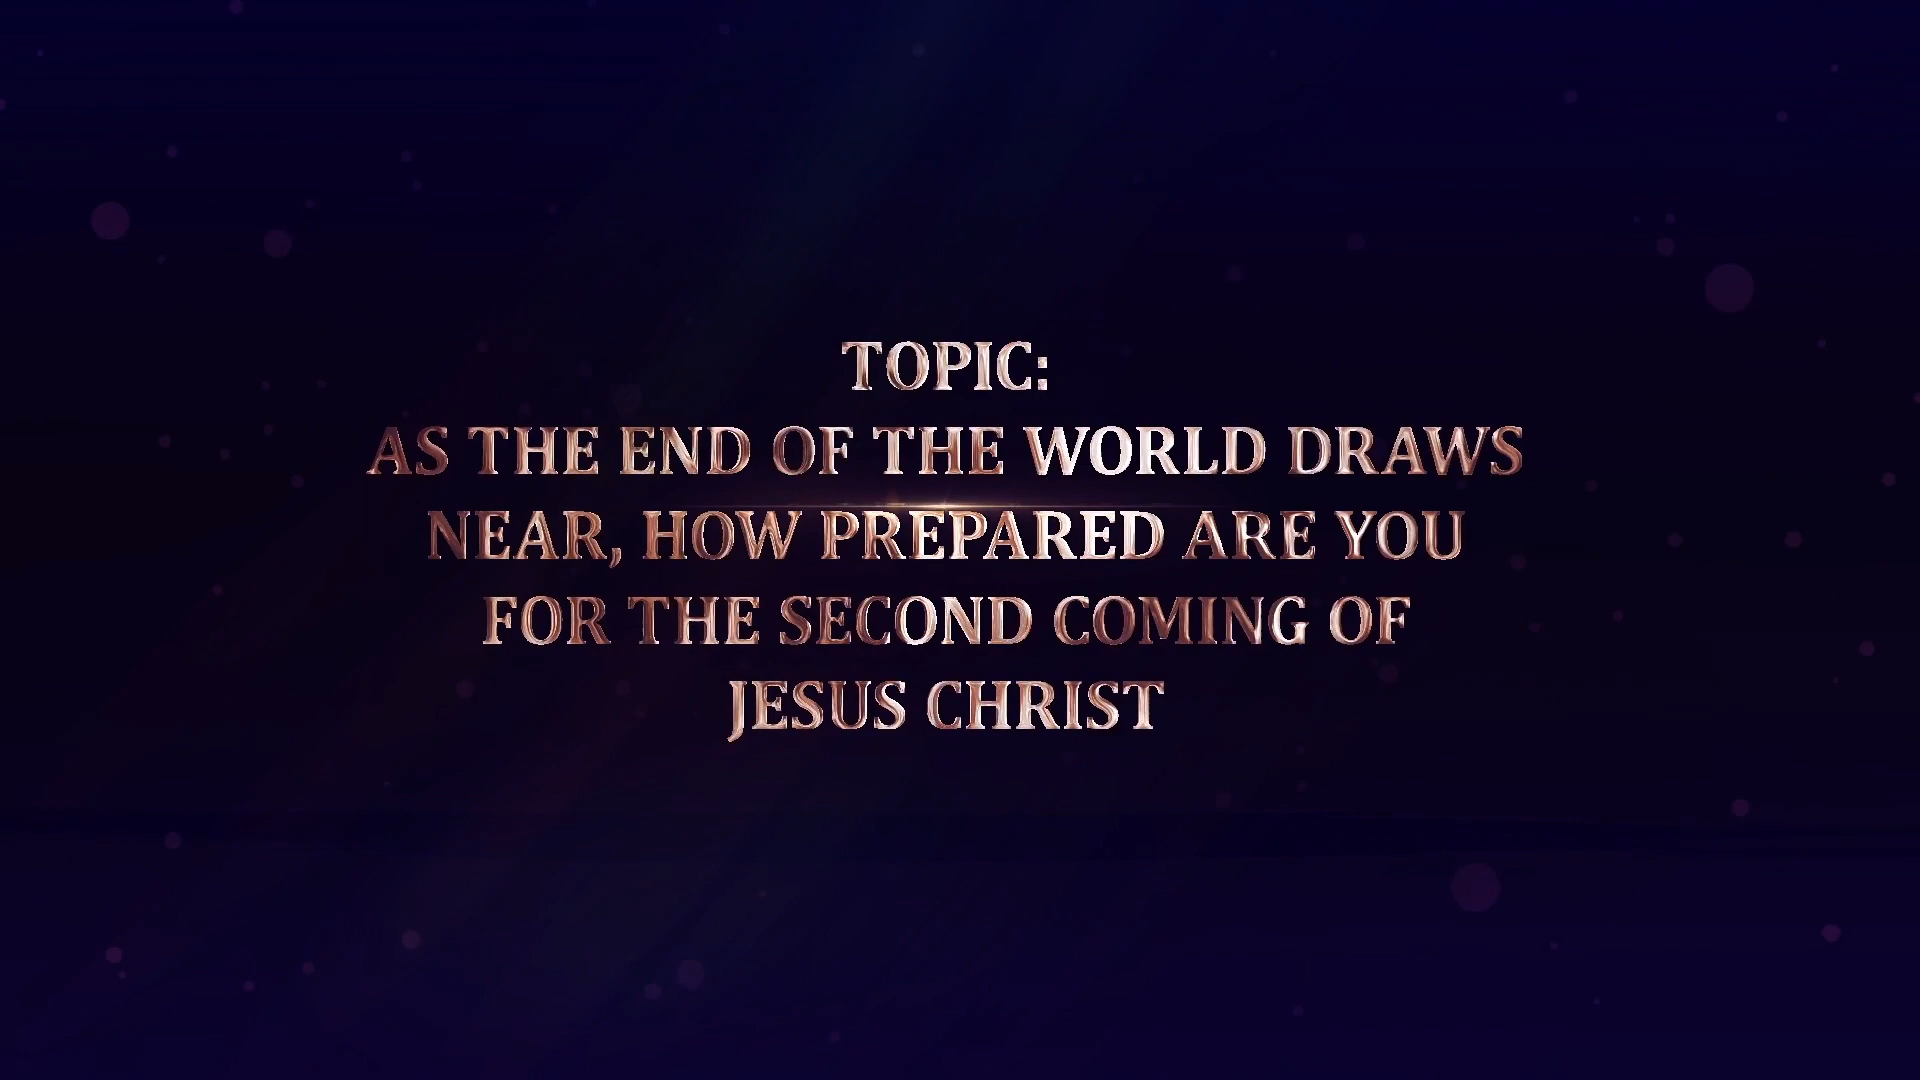 TOPIC:
AS THE END OF THE WORLD DRAWS
NEAR, HOW PREPARED ARE YOU
FOR THE SECOND COMING OF
JESUS CHRIST